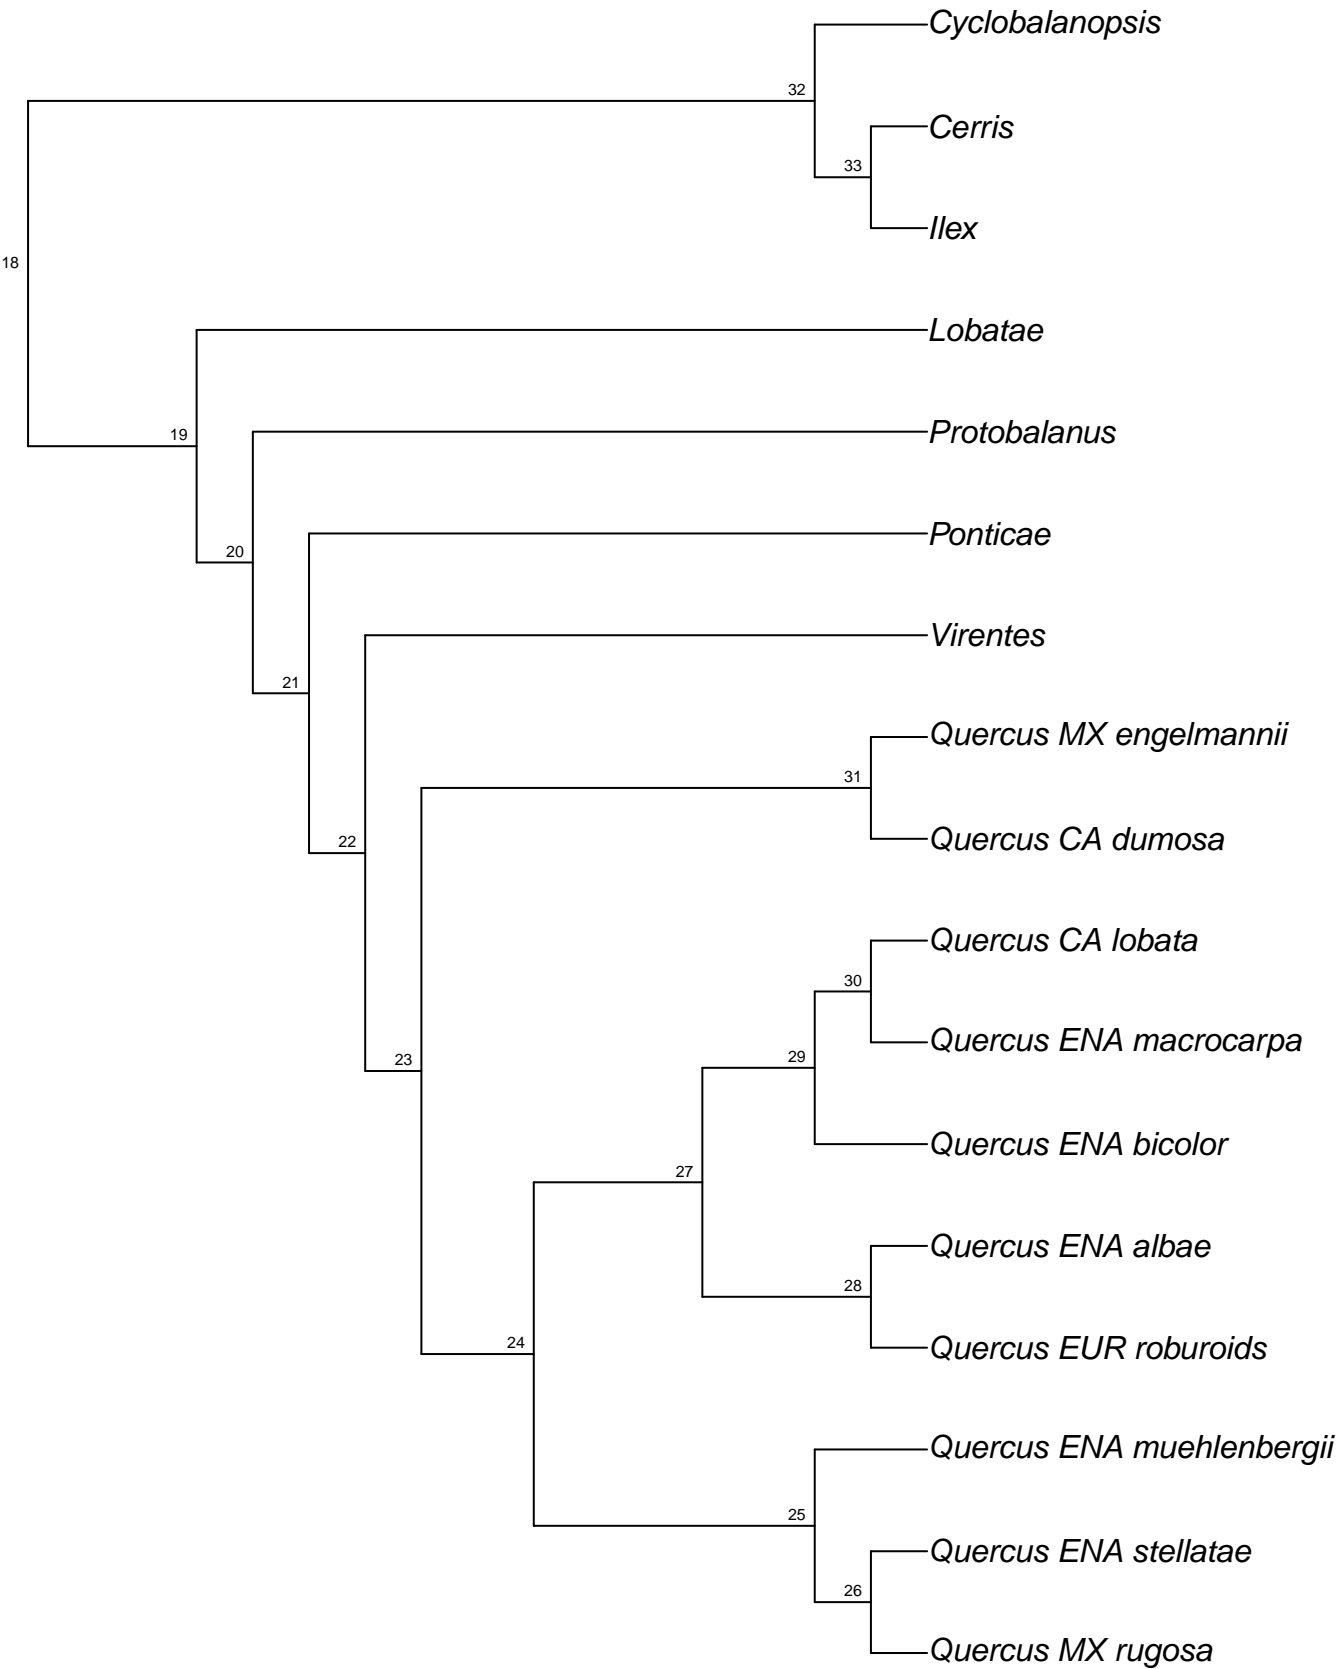 Cyclobalanopsis
32
Cerris
33
Ilex
18
Lobatae
19
Protobalanus
20
Ponticae
21
Virentes
22
Quercus MX engelmannii
31
Quercus CA dumosa
23
Quercus CA lobata
30
Quercus ENA macrocarpa
29
Quercus ENA bicolor
27
Quercus ENA albae
28
Quercus EUR roburoids
24
Quercus ENA muehlenbergii
25
Quercus ENA stellatae
26
Quercus MX rugosa